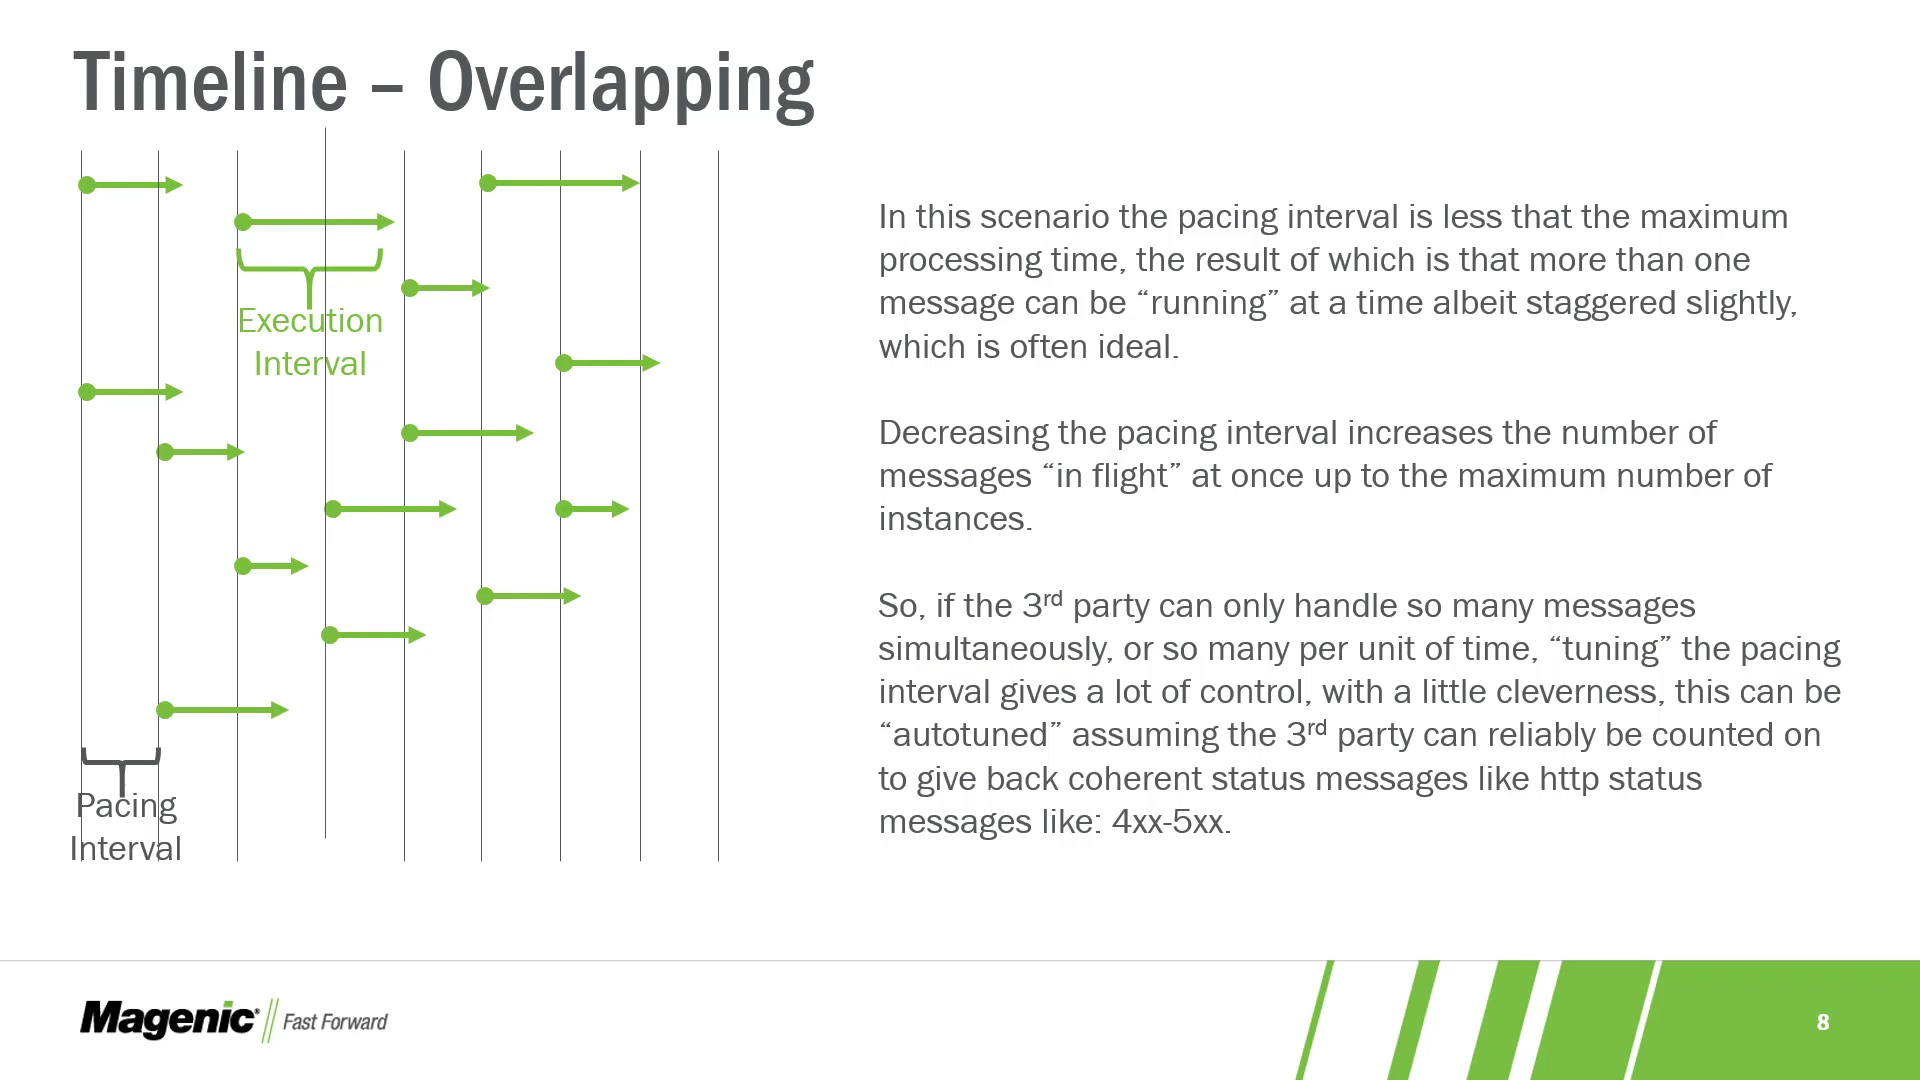 Timeline – Overlapping
Execution
Interval
Pacing
Interval
In this scenario the pacing interval is less that the maximum
processing time, the result of which is that more than one
message can be “running” at a time albeit staggered slightly,
which is often ideal.
Decreasing the pacing interval increases the number of
messages “in flight” at once up to the maximum number of
instances.
So, if the 3rd party can only handle so many messages
simultaneously, or so many per unit of time, “tuning” the pacing
interval gives a lot of control, with a little cleverness, this can be
“autotuned” assuming the 3rd party can reliably be counted on
to give back coherent status messages like http status
messages like: 4xx-5xx.
Magenic Fast Forward
8